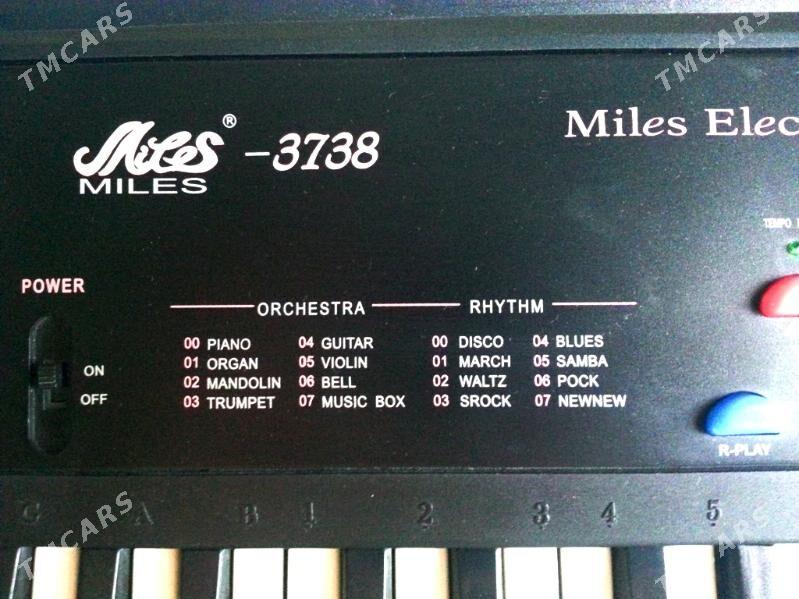 TMCARS TMCARS
Miles® -3738 Miles Elec
MILES
TEMPO
POWER
ORCHESTRA RHYTHM
00 PIANO 04 GUITAR 00 DISCO 04 BLUES
01 ORGAN 05 VIOLIN 01 MARCH 05 SAMBA
ON
02 MANDOLIN 06 BELL 02 WALTZ 06 POCK
OFF
03 TRUMPET 07 MUSIC BOX 03 SROCK 07 NEWNEW
R-PLAY
G A B 1 2 3 4 5
TMCARS TMCARS